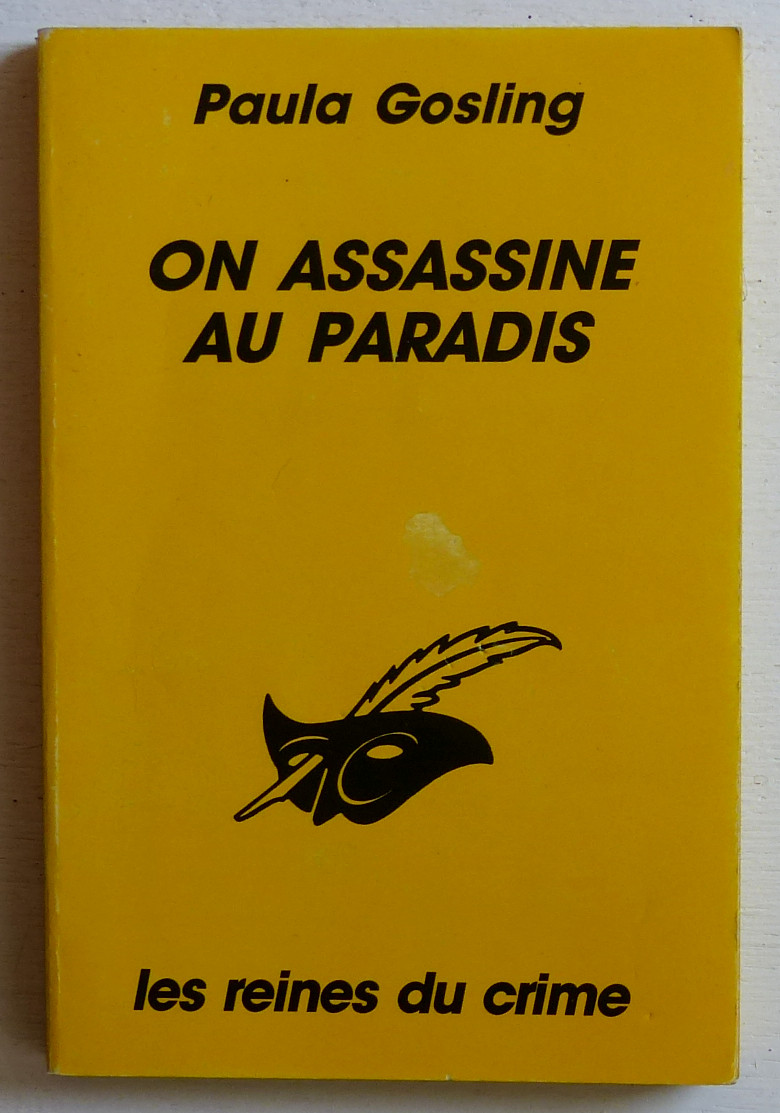 Paula Gosling
ON ASSASSINE
AU PARADIS
les reines du crime